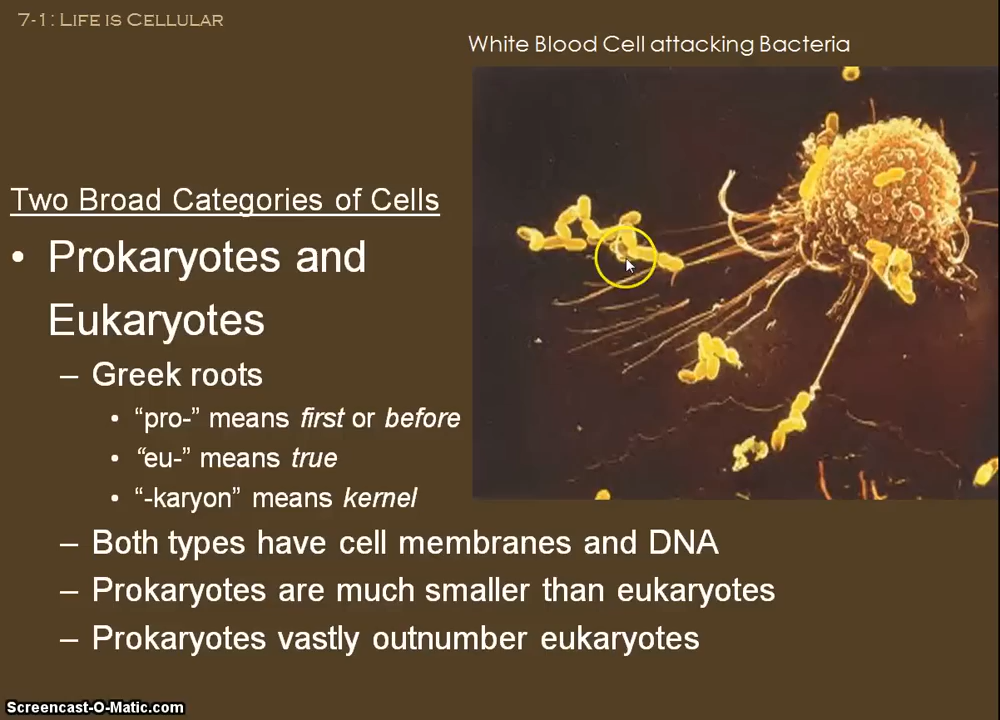 7-1: Life is Cellular
White Blood Cell attacking Bacteria
Two Broad Categories of Cells
• Prokaryotes and
Eukaryotes
– Greek roots
• “pro-” means first or before
• “eu-” means true
• “-karyon” means kernel
– Both types have cell membranes and DNA
– Prokaryotes are much smaller than eukaryotes
– Prokaryotes vastly outnumber eukaryotes
Screencast-O-Matic.com